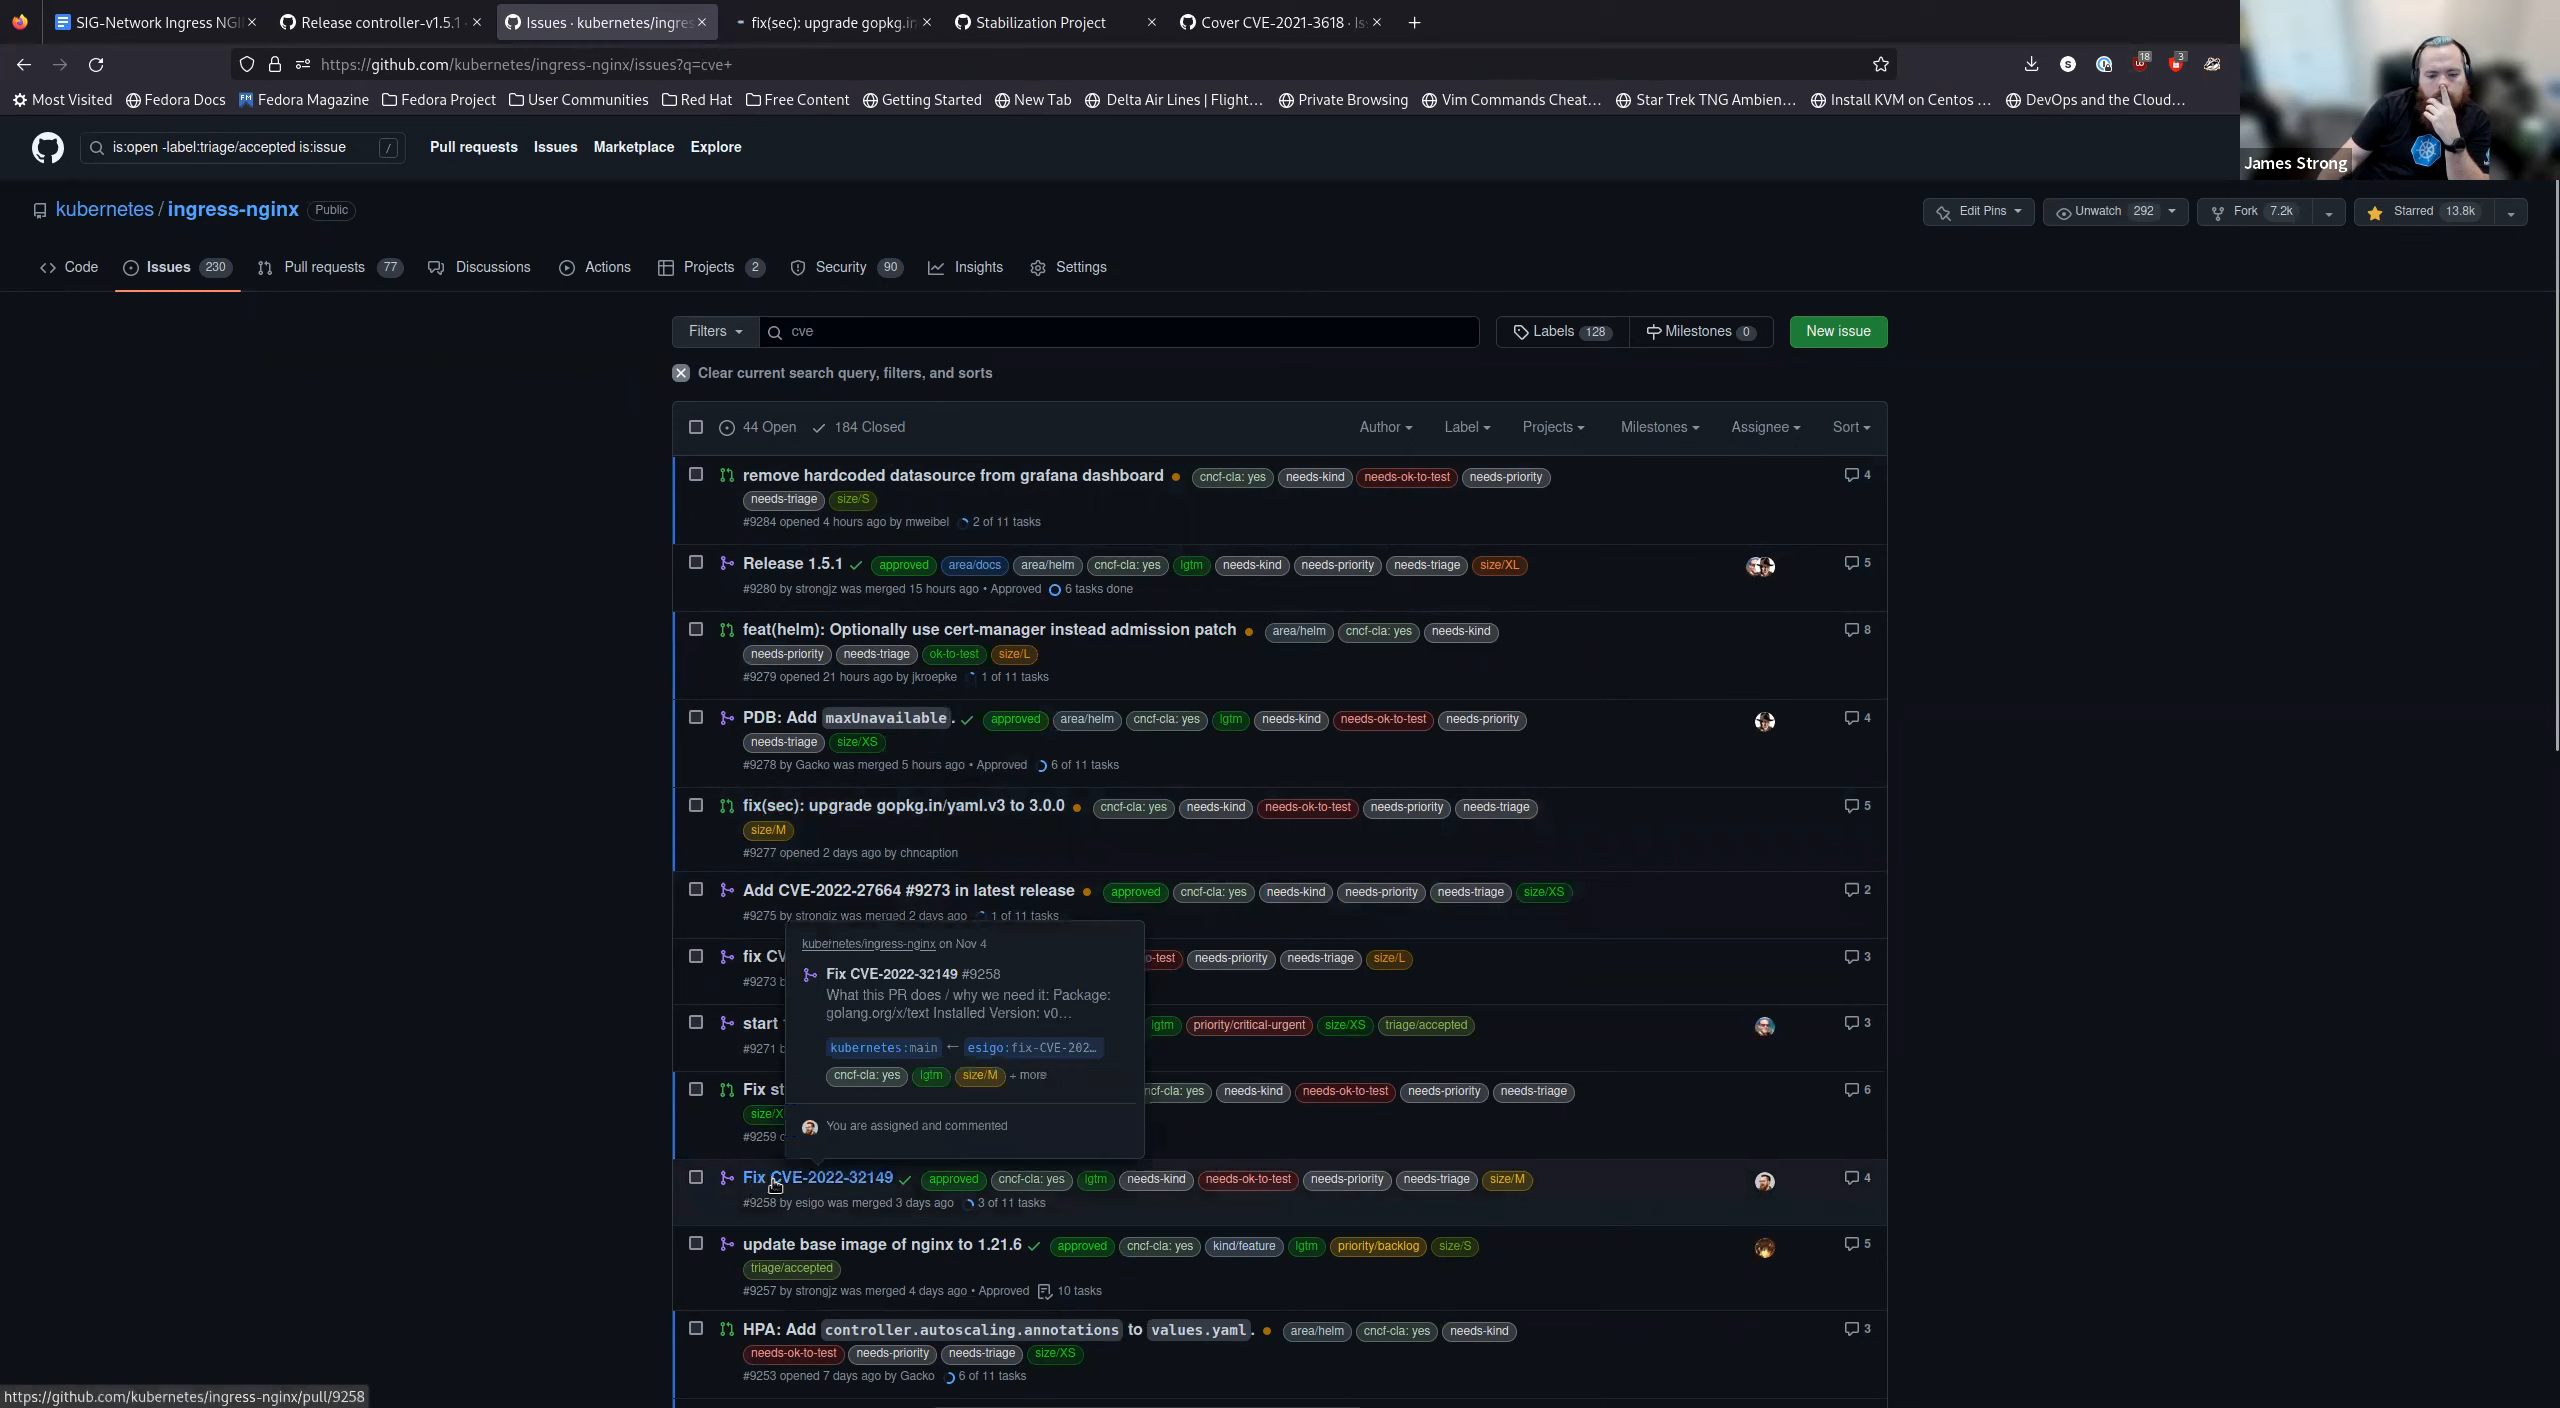 SIG-Network Ingress NGI
Release controller-v1.5.1 ·
Issues · kubernetes/ingres
fix(sec): upgrade gopkg.in
Stabilization Project
Cover CVE-2021-3618 · Is
https://github.com/kubernetes/ingress-nginx/issues?q=cve+
18
3
Most Visited Fedora Docs Fedora Magazine Fedora Project User Communities Red Hat Free Content Getting Started New Tab Delta Air Lines | Flight... Private Browsing Vim Commands Cheat... Star Trek TNG Ambien... Install KVM on Centos ... DevOps and the Cloud...
is:open -label:triage/accepted is:issue /
Pull requests Issues Marketplace Explore
James Strong
kubernetes / ingress-nginx Public
Edit Pins Unwatch 292 Fork 7.2k Starred 13.8k
Code Issues 230 Pull requests 77 Discussions Actions Projects 2 Security 90 Insights Settings
Filters cve Labels 128 Milestones 0 New issue
Clear current search query, filters, and sorts
44 Open 184 Closed Author Label Projects Milestones Assignee Sort
remove hardcoded datasource from grafana dashboard cncf-cla: yes needs-kind needs-ok-to-test needs-priority 4
needs-triage size/S
#9284 opened 4 hours ago by mweibel 2 of 11 tasks
Release 1.5.1 approved area/docs area/helm cncf-cla: yes lgtm needs-kind needs-priority needs-triage size/XL 5
#9280 by strongjz was merged 15 hours ago • Approved 6 tasks done
feat(helm): Optionally use cert-manager instead admission patch area/helm cncf-cla: yes needs-kind 8
needs-priority needs-triage ok-to-test size/L
#9279 opened 21 hours ago by jkroepke 1 of 11 tasks
PDB: Add maxUnavailable. approved area/helm cncf-cla: yes lgtm needs-kind needs-ok-to-test needs-priority 4
needs-triage size/XS
#9278 by Gacko was merged 5 hours ago • Approved 6 of 11 tasks
fix(sec): upgrade gopkg.in/yaml.v3 to 3.0.0 cncf-cla: yes needs-kind needs-ok-to-test needs-priority needs-triage 5
size/M
#9277 opened 2 days ago by chncaption
Add CVE-2022-27664 #9273 in latest release approved cncf-cla: yes needs-kind needs-priority needs-triage size/XS 2
#9275 by strongjz was merged 2 days ago 1 of 11 tasks
fix CV o-test needs-priority needs-triage size/L 3
#9273
start lgtm priority/critical-urgent size/XS triage/accepted 3
#9271 b
Fix st ncf-cla: yes needs-kind needs-ok-to-test needs-priority needs-triage 6
size/X
#9259
kubernetes/ingress-nginx on Nov 4
Fix CVE-2022-32149 #9258
What this PR does / why we need it: Package:
golang.org/x/text Installed Version: v0...
kubernetes:main ← esigo:fix-CVE-202…
cncf-cla: yes lgtm size/M + more
You are assigned and commented
Fix CVE-2022-32149 approved cncf-cla: yes lgtm needs-kind needs-ok-to-test needs-priority needs-triage size/M 4
#9258 by esigo was merged 3 days ago 3 of 11 tasks
update base image of nginx to 1.21.6 approved cncf-cla: yes kind/feature lgtm priority/backlog size/S 5
triage/accepted
#9257 by strongjz was merged 4 days ago • Approved 10 tasks
HPA: Add controller.autoscaling.annotations to values.yaml. area/helm cncf-cla: yes needs-kind 3
needs-ok-to-test needs-priority needs-triage size/XS
#9253 opened 7 days ago by Gacko 6 of 11 tasks
https://github.com/kubernetes/ingress-nginx/pull/9258